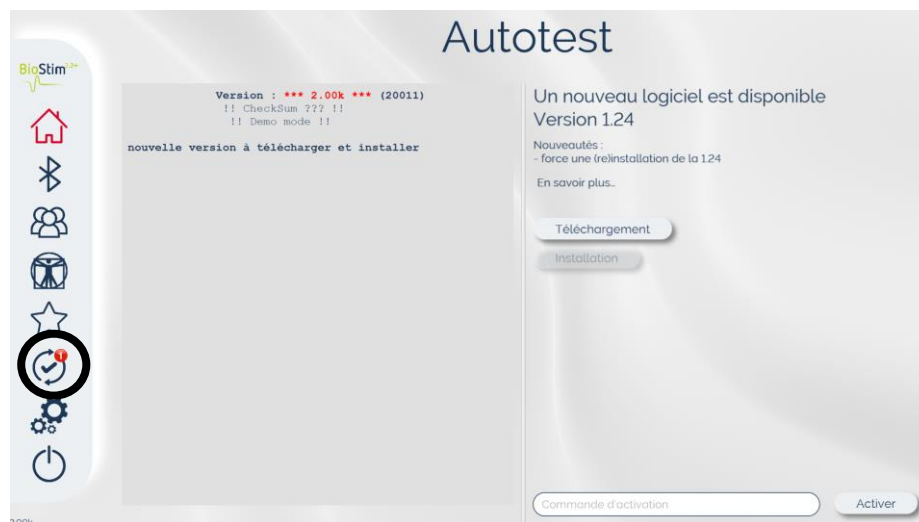 Autotest
BioStim
Version : *** 2.00k *** (20011)
!! CheckSum ??? !!
!! Demo mode !!
nouvelle version à télécharger et installer
Un nouveau logiciel est disponible
Version 1.24
Nouveautés :
- force une (re)installation de la 1.24
En savoir plus..
Téléchargement
Installation
1
Commande d'activation
Activer